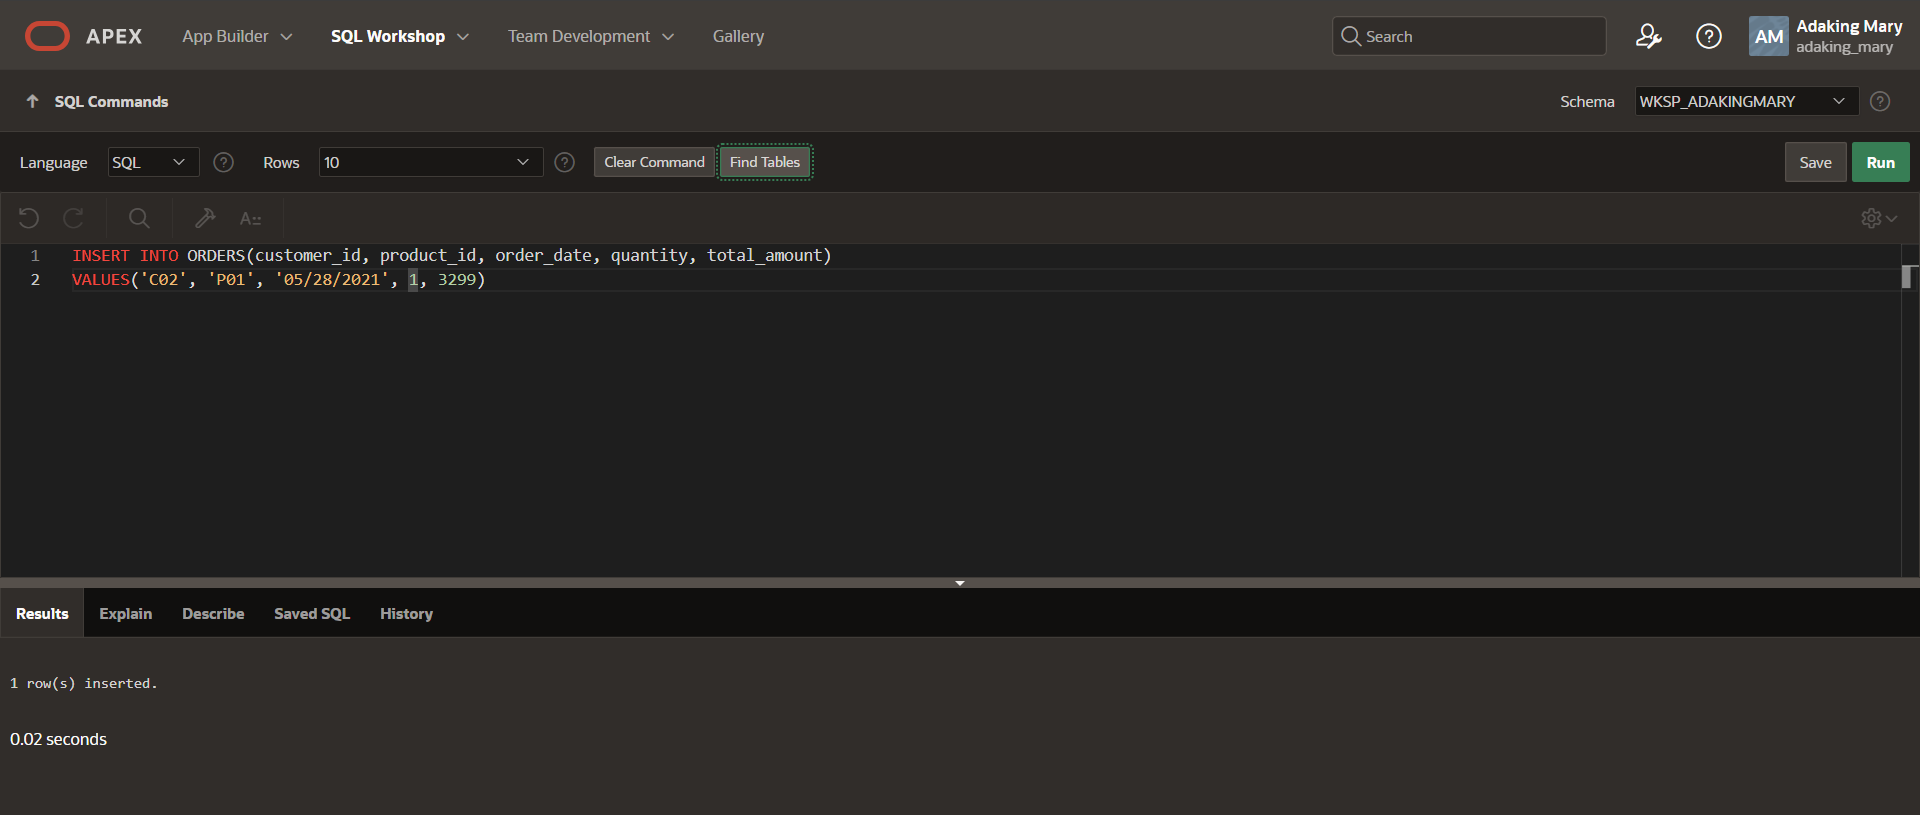 APEX App Builder SQL Workshop Team Development Gallery Search AM Adaking Mary
adaking_mary
SQL Commands Schema WKSP_ADAKINGMARY ?
Language SQL ? Rows 10 ? Clear Command Find Tables Save Run
A::
1 INSERT INTO ORDERS(customer_id, product_id, order_date, quantity, total_amount)
2 VALUES('C02', 'P01', '05/28/2021', 1, 3299)
Results Explain Describe Saved SQL History
1 row(s) inserted.
0.02 seconds